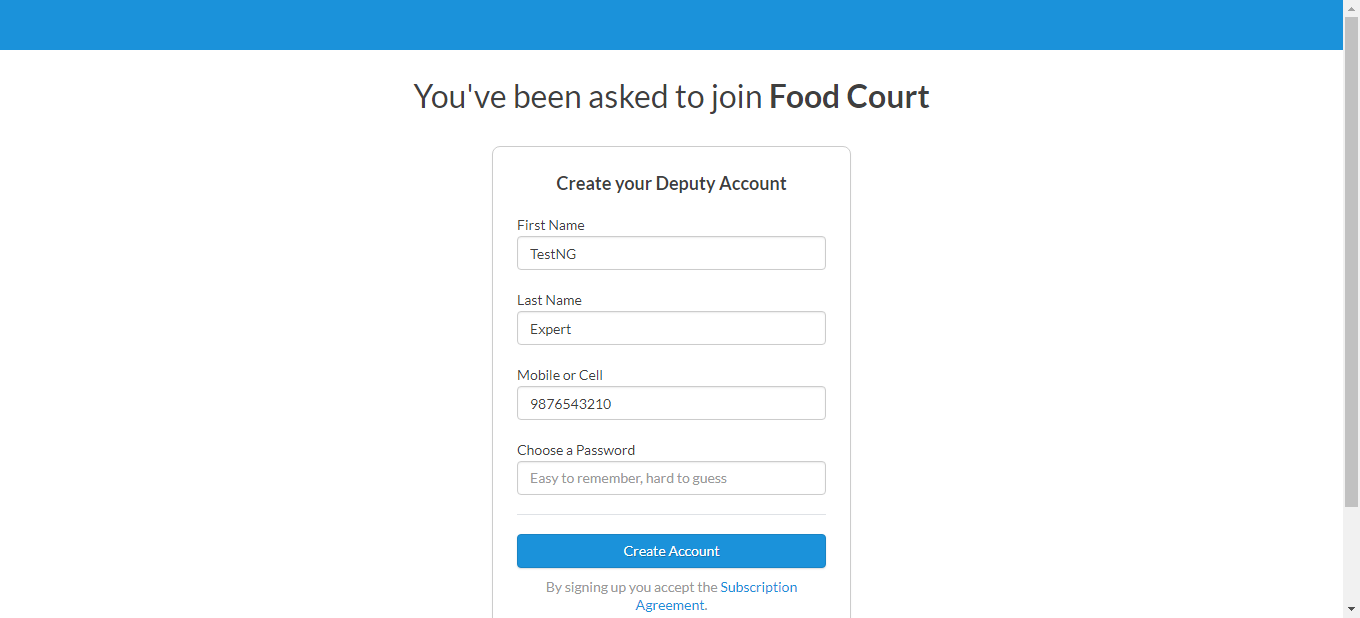 You've been asked to join Food Court
Create your Deputy Account
First Name
TestNG
Last Name
Expert
Mobile or Cell
9876543210
Choose a Password
Easy to remember, hard to guess
Create Account
By signing up you accept the Subscription
Agreement.